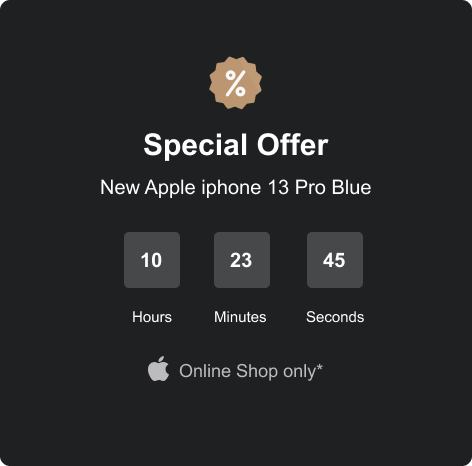 %
Special Offer
New Apple iphone 13 Pro Blue
10 23 45
Hours Minutes Seconds
Online Shop only*